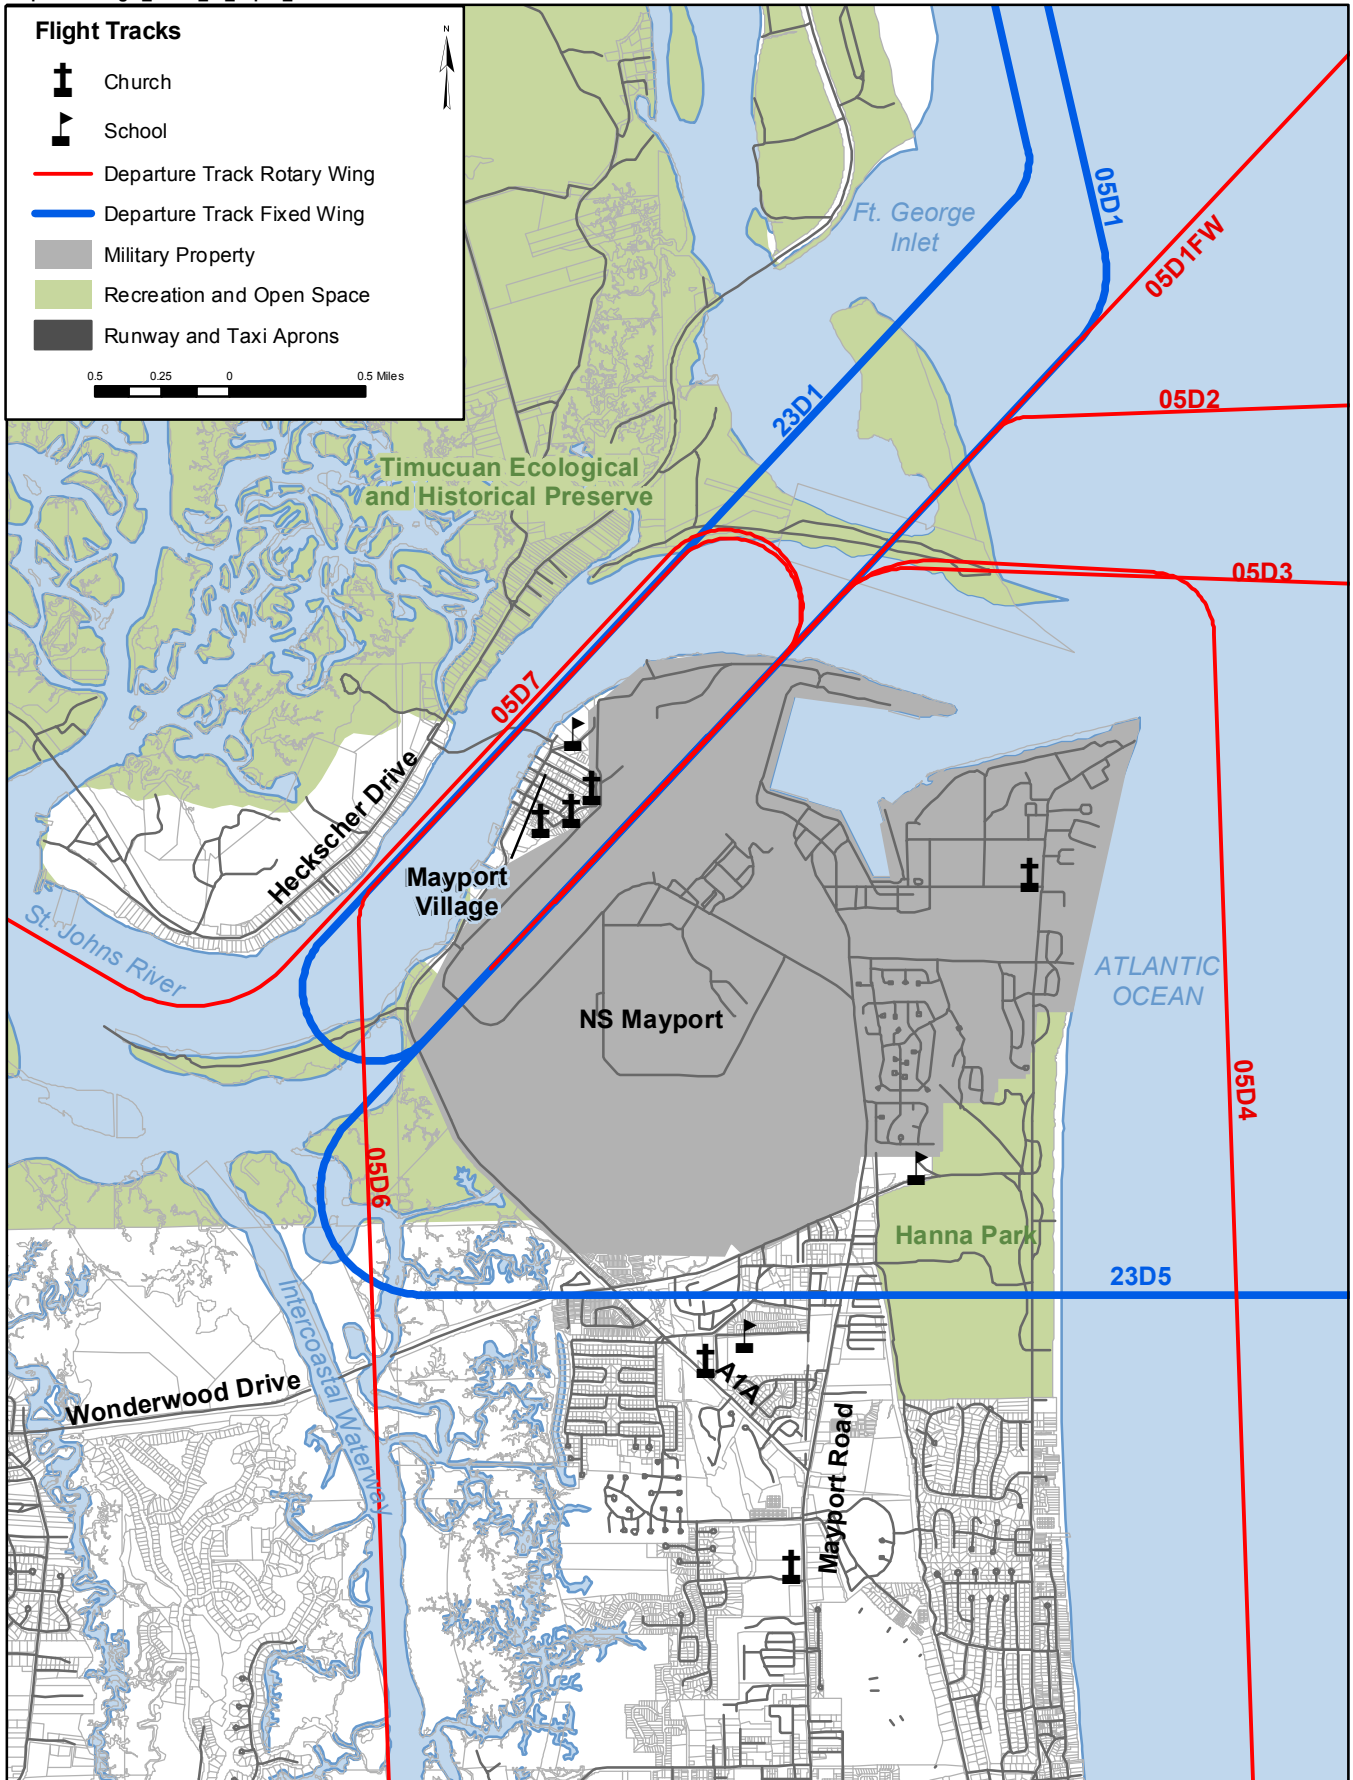 Flight Tracks
N
Church
School
Departure Track Rotary Wing
Departure Track Fixed Wing
Military Property
Recreation and Open Space
Runway and Taxi Aprons
0.5 0.25 0 0.5 Miles
Ft. George
Inlet
05D1
05D1FW
23D1
05D2
Timucuan Ecological
and Historical Preserve
05D3
05D7
Heckscher Drive
Mayport
Village
St. Johns River
ATLANTIC
OCEAN
NS Mayport
05D4
05D6
Hanna Park
23D5
Intercoastal Waterway
A1A
Wonderwood Drive
Mayport Road